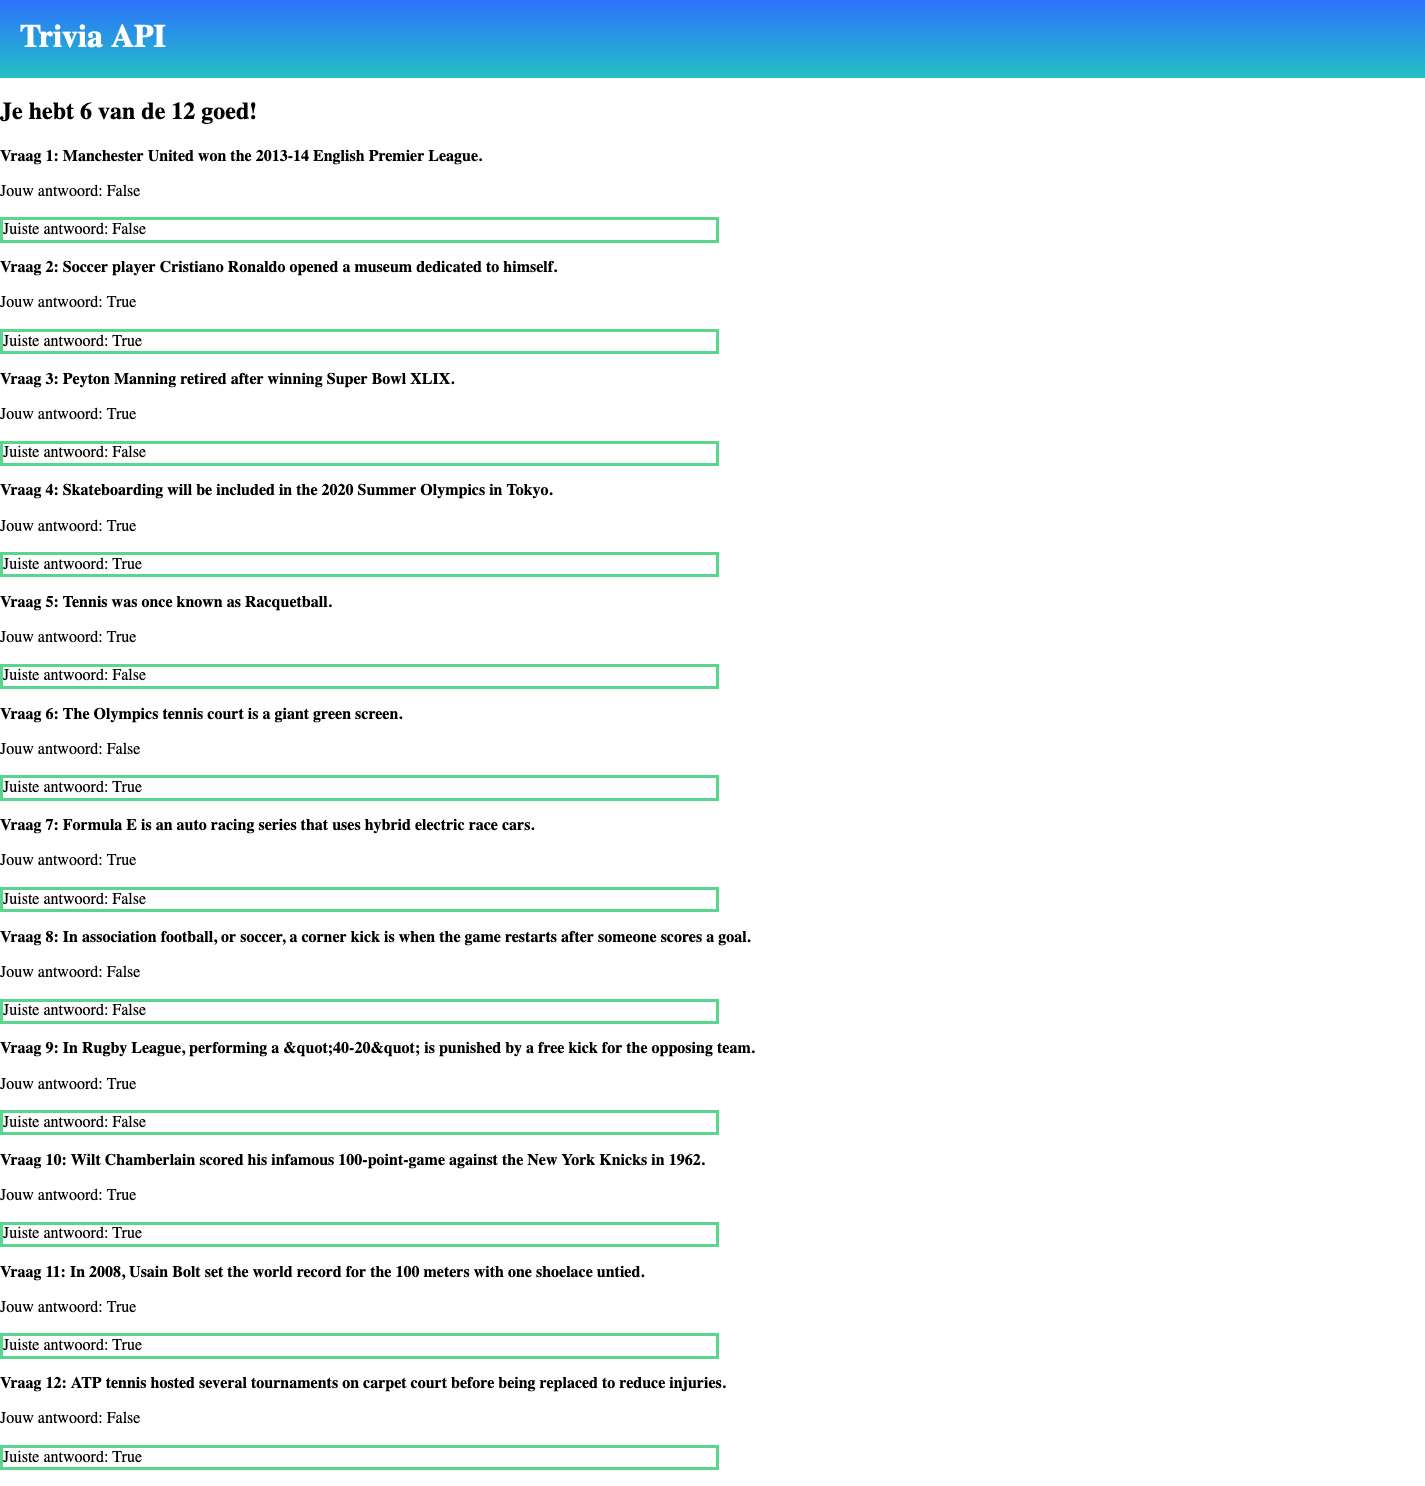 Trivia API
Je hebt 6 van de 12 goed!
Vraag 1: Manchester United won the 2013-14 English Premier League.
Jouw antwoord: False
Juiste antwoord: False
Vraag 2: Soccer player Cristiano Ronaldo opened a museum dedicated to himself.
Jouw antwoord: True
Juiste antwoord: True
Vraag 3: Peyton Manning retired after winning Super Bowl XLIX.
Jouw antwoord: True
Juiste antwoord: False
Vraag 4: Skateboarding will be included in the 2020 Summer Olympics in Tokyo.
Jouw antwoord: True
Juiste antwoord: True
Vraag 5: Tennis was once known as Racquetball.
Jouw antwoord: True
Juiste antwoord: False
Vraag 6: The Olympics tennis court is a giant green screen.
Jouw antwoord: False
Juiste antwoord: True
Vraag 7: Formula E is an auto racing series that uses hybrid electric race cars.
Jouw antwoord: True
Juiste antwoord: False
Vraag 8: In association football, or soccer, a corner kick is when the game restarts after someone scores a goal.
Jouw antwoord: False
Juiste antwoord: False
Vraag 9: In Rugby League, performing a &quot;40-20&quot; is punished by a free kick for the opposing team.
Jouw antwoord: True
Juiste antwoord: False
Vraag 10: Wilt Chamberlain scored his infamous 100-point-game against the New York Knicks in 1962.
Jouw antwoord: True
Juiste antwoord: True
Vraag 11: In 2008, Usain Bolt set the world record for the 100 meters with one shoelace untied.
Jouw antwoord: True
Juiste antwoord: True
Vraag 12: ATP tennis hosted several tournaments on carpet court before being replaced to reduce injuries.
Jouw antwoord: False
Juiste antwoord: True